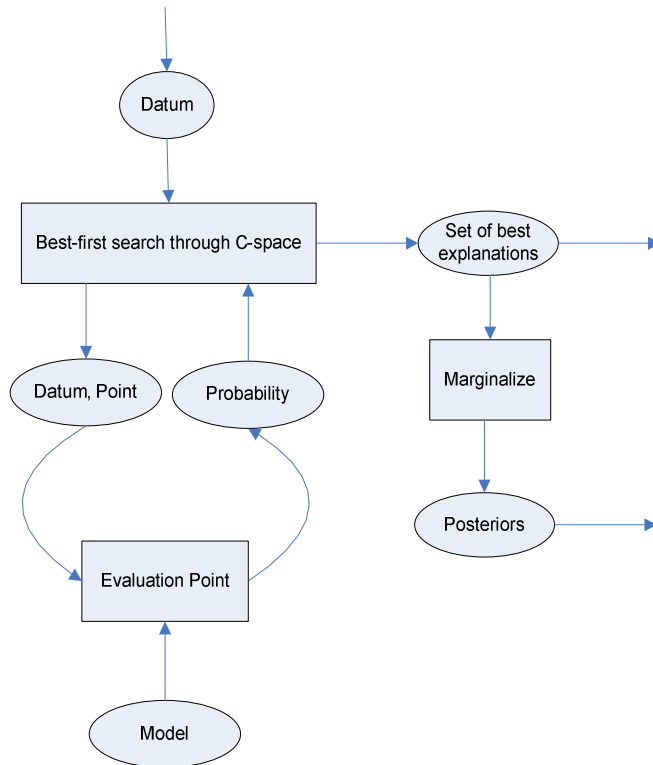 Datum
Best-first search through C-space
Set of best
explanations
Datum, Point
Probability
Marginalize
Posteriors
Evaluation Point
Model